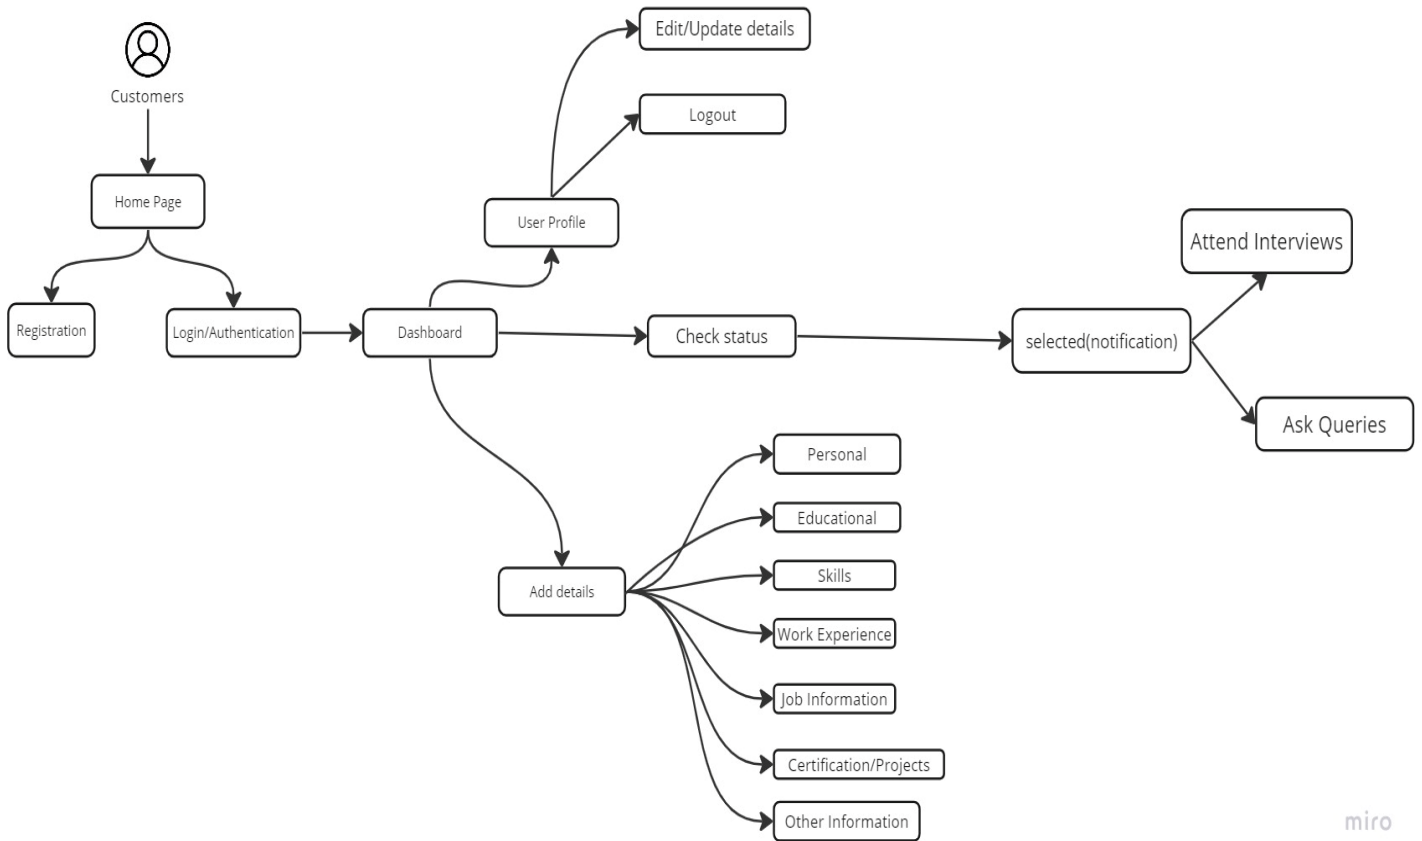 Customers
Home Page
Registration
Login/Authentication
Dashboard
User Profile
Edit/Update details
Logout
Check status
selected(notification)
Attend Interviews
Ask Queries
Add details
Personal
Educational
Skills
Work Experience
Job Information
Certification/Projects
Other Information
miro